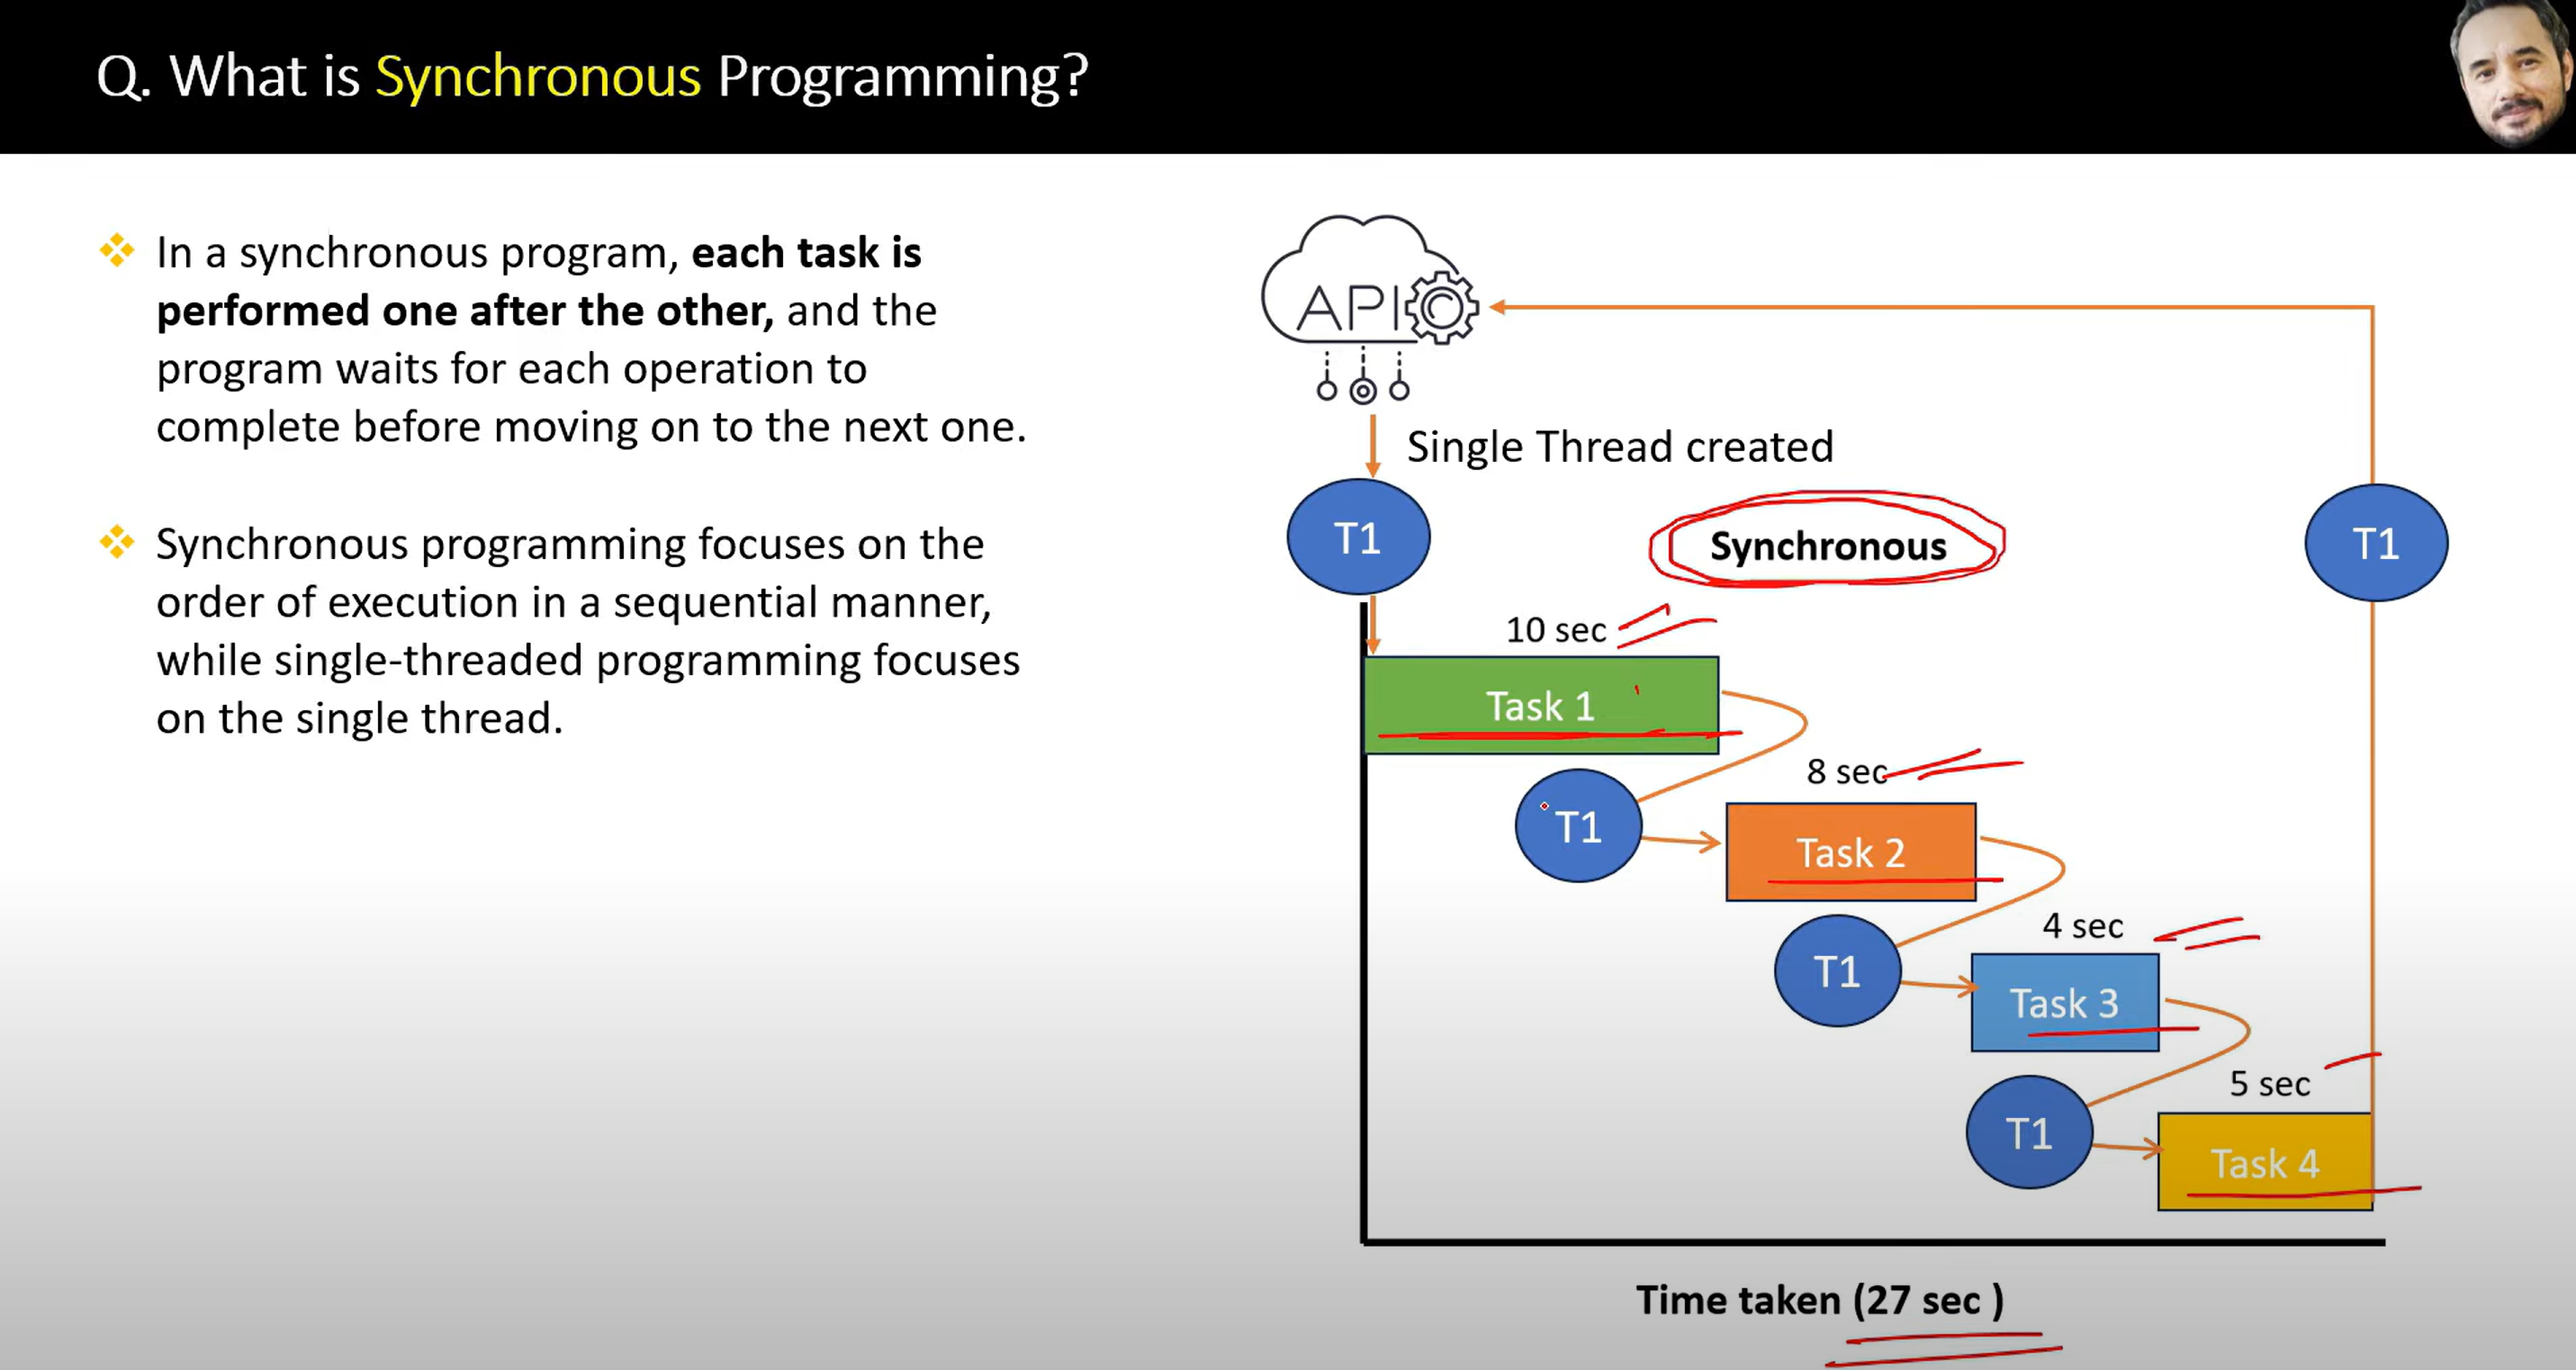 Q. What is Synchronous Programming?
In a synchronous program, each task is
performed one after the other, and the
program waits for each operation to
complete before moving on to the next one.
Synchronous programming focuses on the
order of execution in a sequential manner,
while single-threaded programming focuses
on the single thread.
API
Single Thread created
T1
Synchronous
T1
10 sec
Task 1
8 sec
T1
Task 2
4 sec
T1
Task 3
5 sec
T1
Task 4
Time taken (27 sec )